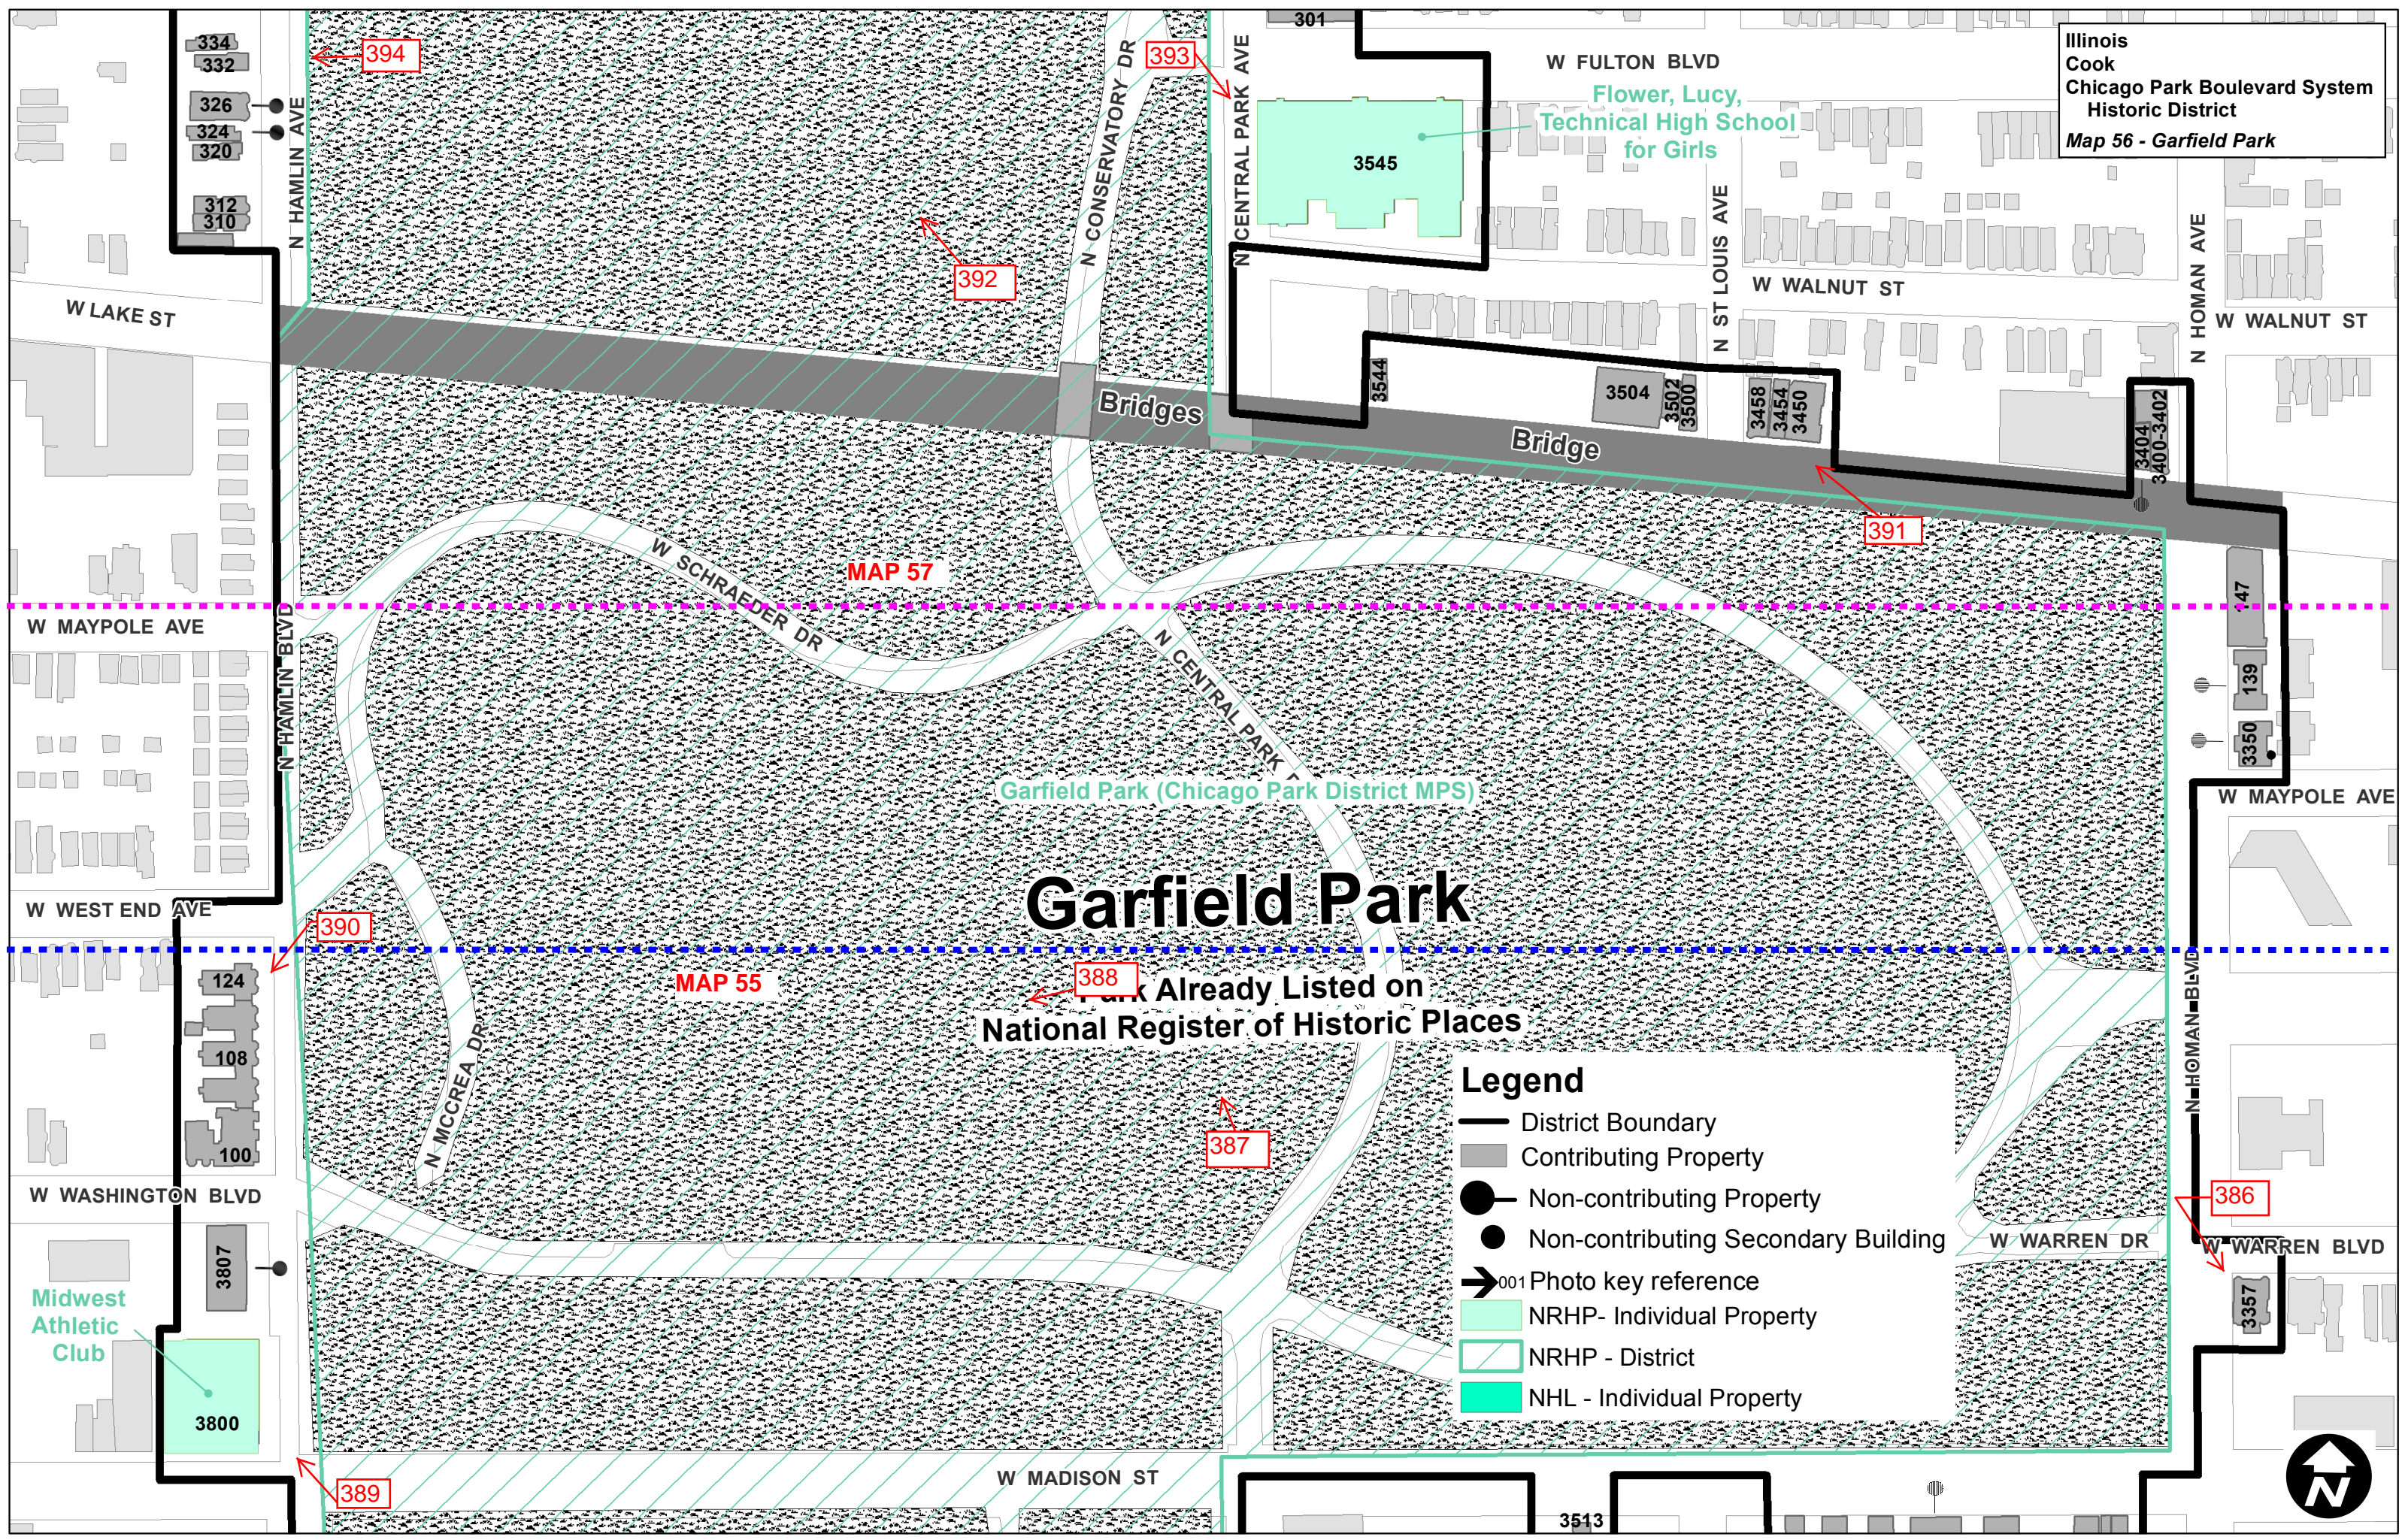 Illinois
Cook
Chicago Park Boulevard System
Historic District
Map 56 - Garfield Park
301
334
332
326
324
320
312
310
394
393
392
N HAMLIN AVE
N CONSERVATORY DR
N CENTRAL PARK AVE
W FULTON BLVD
Flower, Lucy,
Technical High School
for Girls
3545
N ST LOUIS AVE
N HOMAN AVE
W WALNUT ST
W WALNUT ST
W LAKE ST
Bridges
Bridge
3544
3504
3502
3500
3458
3454
3450
3404
3400-3402
391
W SCHRAEDER DR
MAP 57
W MAYPOLE AVE
N HAMLIN BLVD
147
139
3350
W MAYPOLE AVE
N CENTRAL PARK
Garfield Park (Chicago Park District MPS)
Garfield Park
W WEST END AVE
390
MAP 55
388
Park Already Listed on
National Register of Historic Places
124
108
100
N MCCREA DR
387
N HOMAN BLVD
386
W WASHINGTON BLVD
3807
Midwest
Athletic
Club
3800
W WARREN DR
W WARREN BLVD
3357
Legend
District Boundary
Contributing Property
Non-contributing Property
Non-contributing Secondary Building
001 Photo key reference
NRHP- Individual Property
NRHP - District
NHL - Individual Property
389
W MADISON ST
3513
N